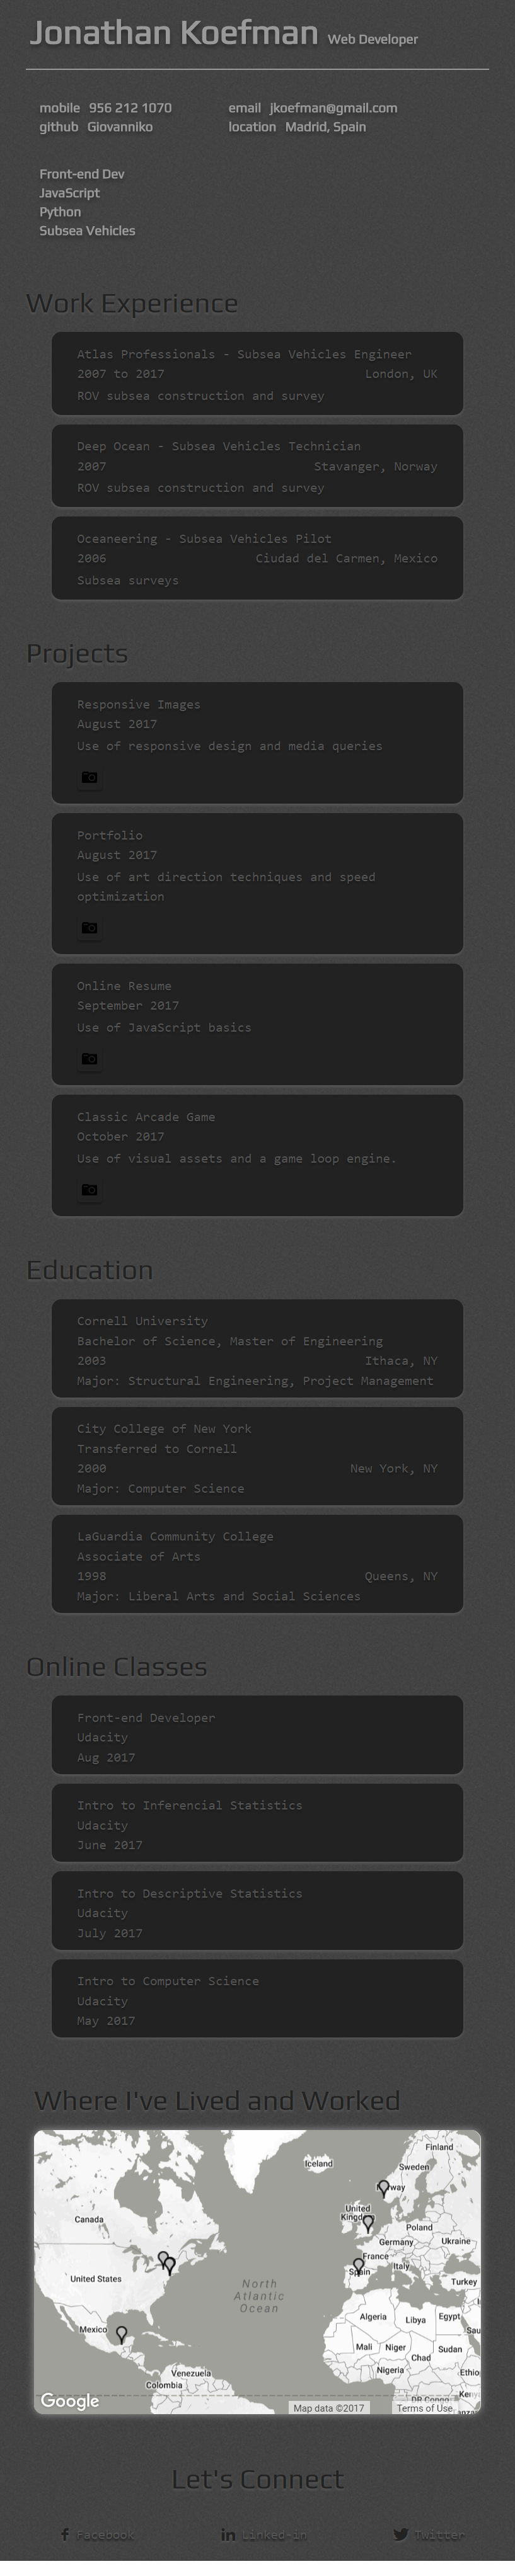 Jonathan Koefman Web Developer
mobile 956 212 1070 email jkoefman@gmail.com
github Giovanniko location Madrid, Spain
Front-end Dev
JavaScript
Python
Subsea Vehicles
Work Experience
Atlas Professionals - Subsea Vehicles Engineer
2007 to 2017 London, UK
ROV subsea construction and survey
Deep Ocean - Subsea Vehicles Technician
2007 Stavanger, Norway
ROV subsea construction and survey
Oceaneering - Subsea Vehicles Pilot
2006 Ciudad del Carmen, Mexico
Subsea surveys
Projects
Responsive Images
August 2017
Use of responsive design and media queries
Portfolio
August 2017
Use of art direction techniques and speed
optimization
Online Resume
September 2017
Use of JavaScript basics
Classic Arcade Game
October 2017
Use of visual assets and a game loop engine.
Education
Cornell University
Bachelor of Science, Master of Engineering
2003 Ithaca, NY
Major: Structural Engineering, Project Management
City College of New York
Transferred to Cornell
2000 New York, NY
Major: Computer Science
LaGuardia Community College
Associate of Arts
1998 Queens, NY
Major: Liberal Arts and Social Sciences
Online Classes
Front-end Developer
Udacity
Aug 2017
Intro to Inferencial Statistics
Udacity
June 2017
Intro to Descriptive Statistics
Udacity
July 2017
Intro to Computer Science
Udacity
May 2017
Where I've Lived and Worked
Finland
Iceland
Sweden
Norway
United
Kingdom
Canada
Poland
Germany
Ukraine
France
Italy
Spain
United States
Turkey
North
Atlantic
Ocean
Algeria
Libya
Egypt
Mexico
Mali
Niger
Sudan
Chad
Nigeria
Venezuela
Colombia
DR Congo
Google
Map data ©2017 Terms of Use
Let's Connect
Facebook Linked-in Twitter